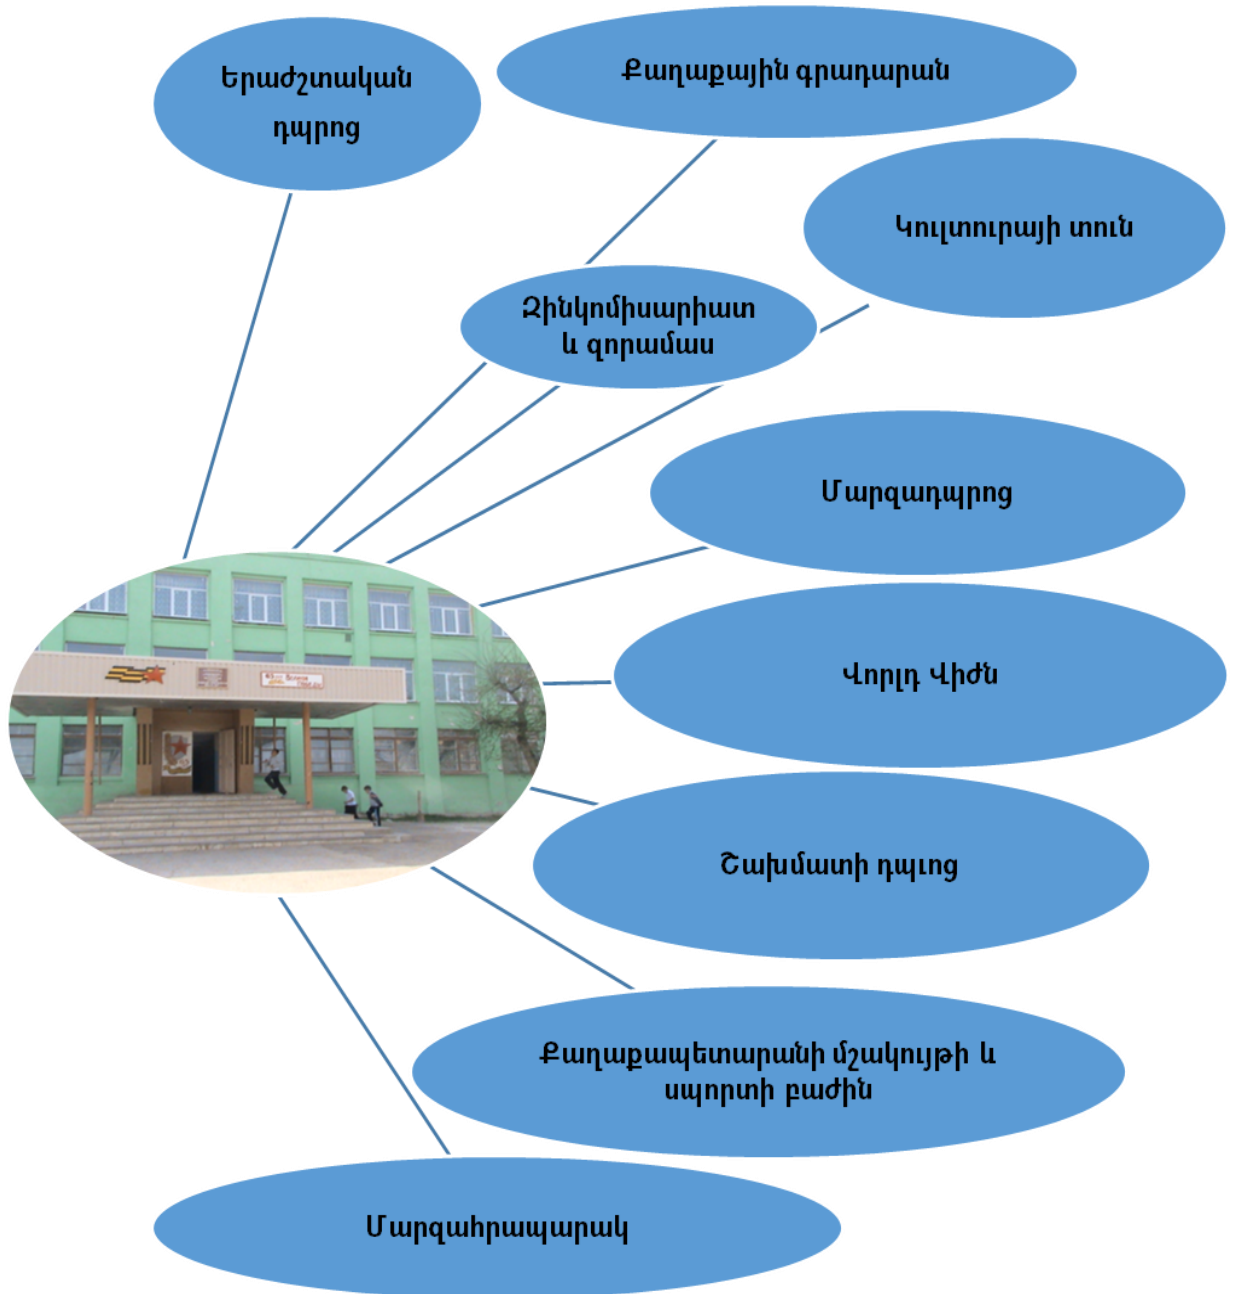 Երաժշտական
դպրոց
Քաղաքային գրադարան
Կուլտուրայի տուն
Զինկոմիսարիատ
և զորամաս
Մարզադպրոց
Վորլդ Վիժն
Շախմատի դպւոց
Քաղաքապետարանի մշակույթի և
սպորտի բաժին
Մարզահրապարակ